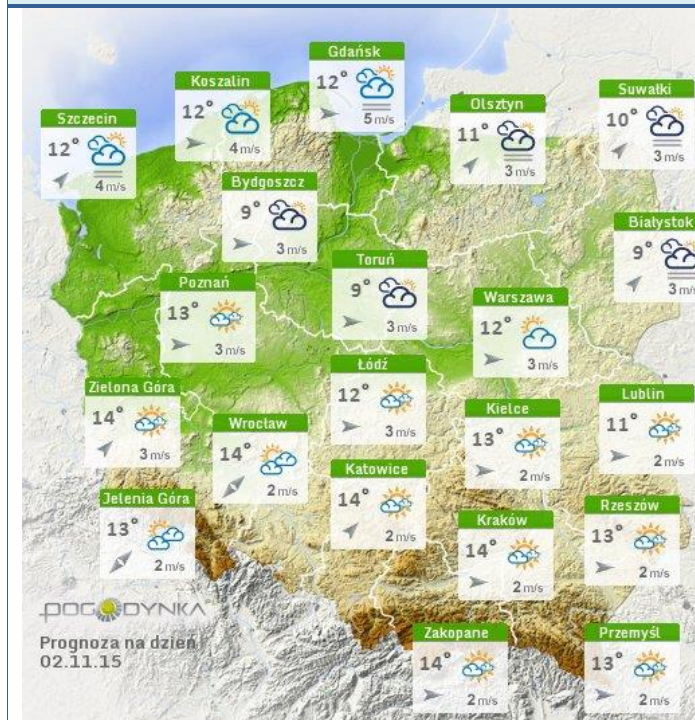 Gdańsk
12°
5 m/s
Koszalin
12°
4 m/s
Szczecin
12°
4 m/s
Olsztyn
11°
3 m/s
Suwałki
10°
3 m/s
Bydgoszcz
9°
3 m/s
Białystok
9°
3 m/s
Toruń
9°
3 m/s
Poznań
13°
3 m/s
Warszawa
12°
3 m/s
Łódź
12°
3 m/s
Zielona Góra
14°
3 m/s
Wrocław
14°
2 m/s
Kielce
13°
2 m/s
Lublin
11°
2 m/s
Katowice
14°
2 m/s
Jelenia Góra
13°
2 m/s
Kraków
14°
2 m/s
Rzeszów
13°
2 m/s
POGODYNKA
Prognoza na dzień
02.11.15
Zakopane
14°
2 m/s
Przemyśl
13°
2 m/s